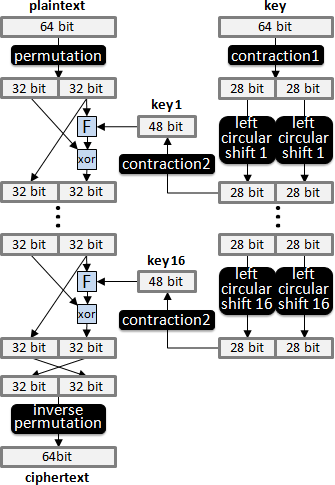 plaintext key
64 bit 64 bit
permutation contraction1
32 bit 32 bit 28 bit 28 bit
key1
F 48 bit left left
circular circular
xor contraction2 shift 1 shift 1
32 bit 32 bit 28 bit 28 bit
32 bit 32 bit 28 bit 28 bit
key16
F 48 bit left left
circular circular
xor contraction2 shift 16 shift 16
32 bit 32 bit 28 bit 28 bit
32 bit 32 bit
inverse
permutation
64bit
ciphertext